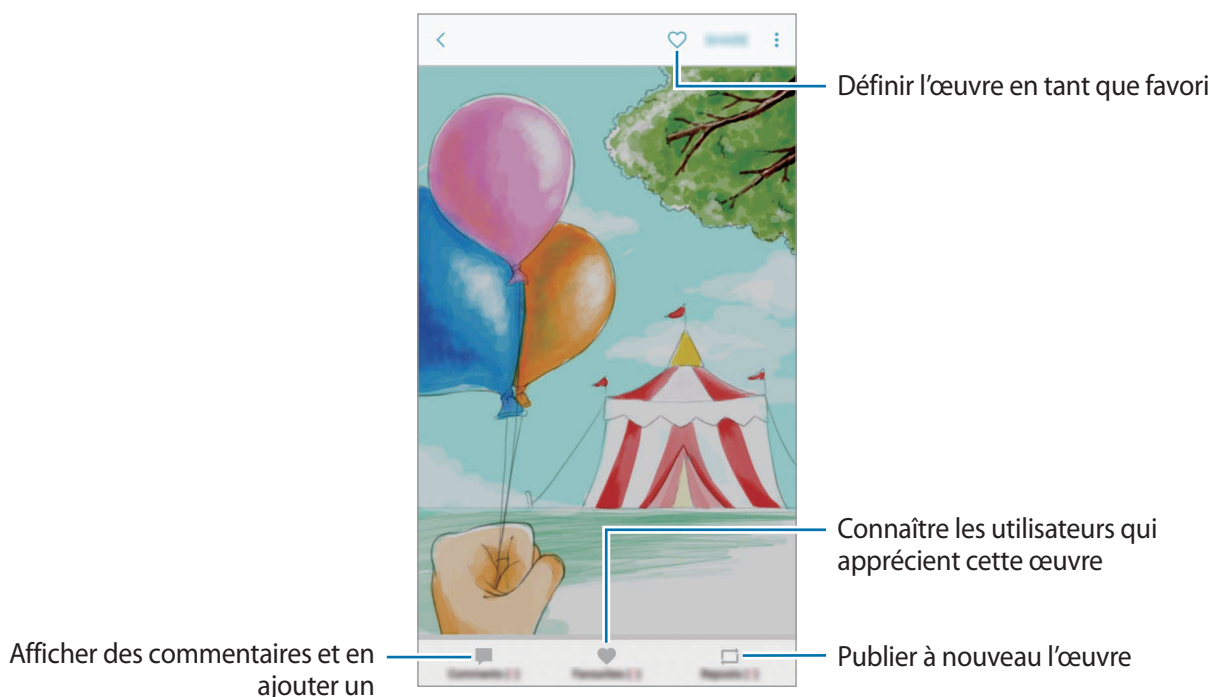 Définir l’œuvre en tant que favori
Connaître les utilisateurs qui
apprécient cette œuvre
Afficher des commentaires et en
ajouter un
Publier à nouveau l’œuvre